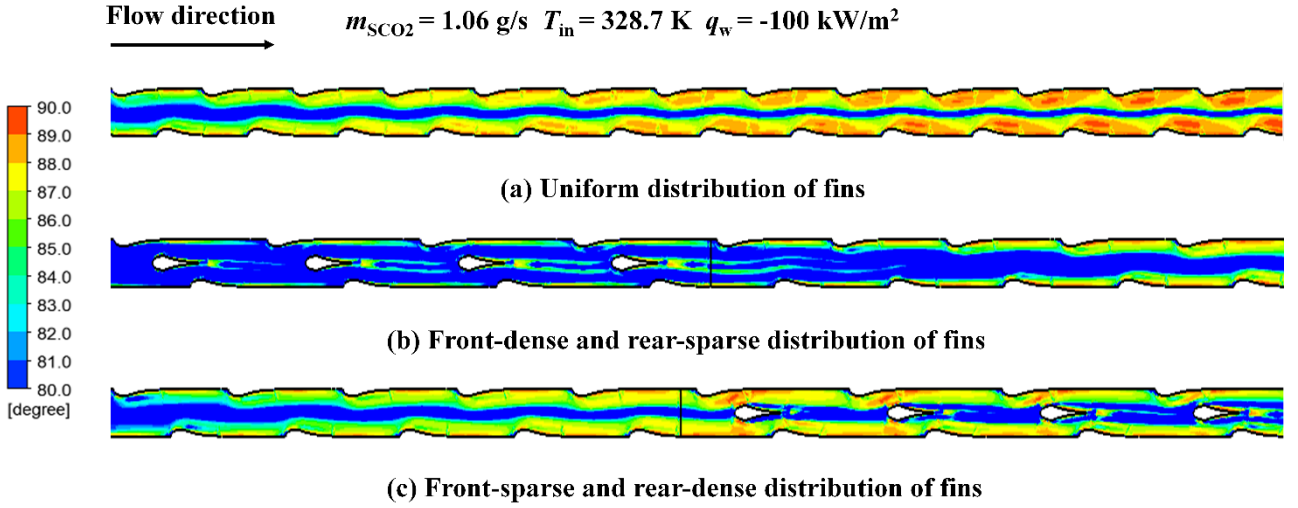 Flow direction
mSCO2 = 1.06 g/s Tin = 328.7 K qw = -100 kW/m2
90.0
89.0
88.0
87.0
86.0
85.0
84.0
83.0
82.0
81.0
80.0
[degree]
(a) Uniform distribution of fins
(b) Front-dense and rear-sparse distribution of fins
(c) Front-sparse and rear-dense distribution of fins